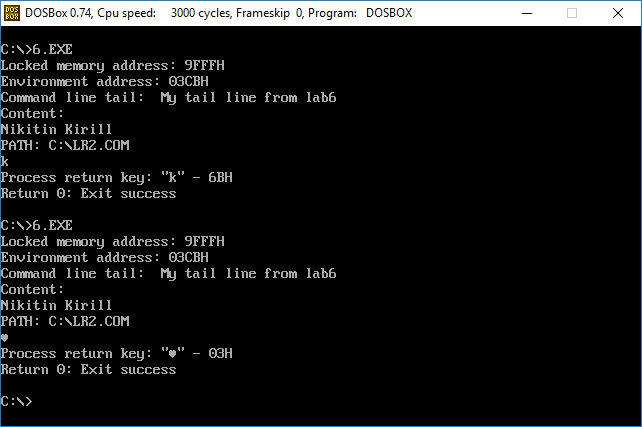 DOSBox 0.74, Cpu speed: 3000 cycles, Frameskip 0, Program: DOSBOX
C:\>6.EXE
Locked memory address: 9FFFH
Environment address: 03CBH
Command line tail:  My tail line from lab6
Content:
Nikitin Kirill
PATH: C:\LR2.COM
k
Process return key: "k" - 6BH
Return 0: Exit success
C:\>6.EXE
Locked memory address: 9FFFH
Environment address: 03CBH
Command line tail:  My tail line from lab6
Content:
Nikitin Kirill
PATH: C:\LR2.COM
♥
Process return key: "♥" - 03H
Return 0: Exit success
C:\>